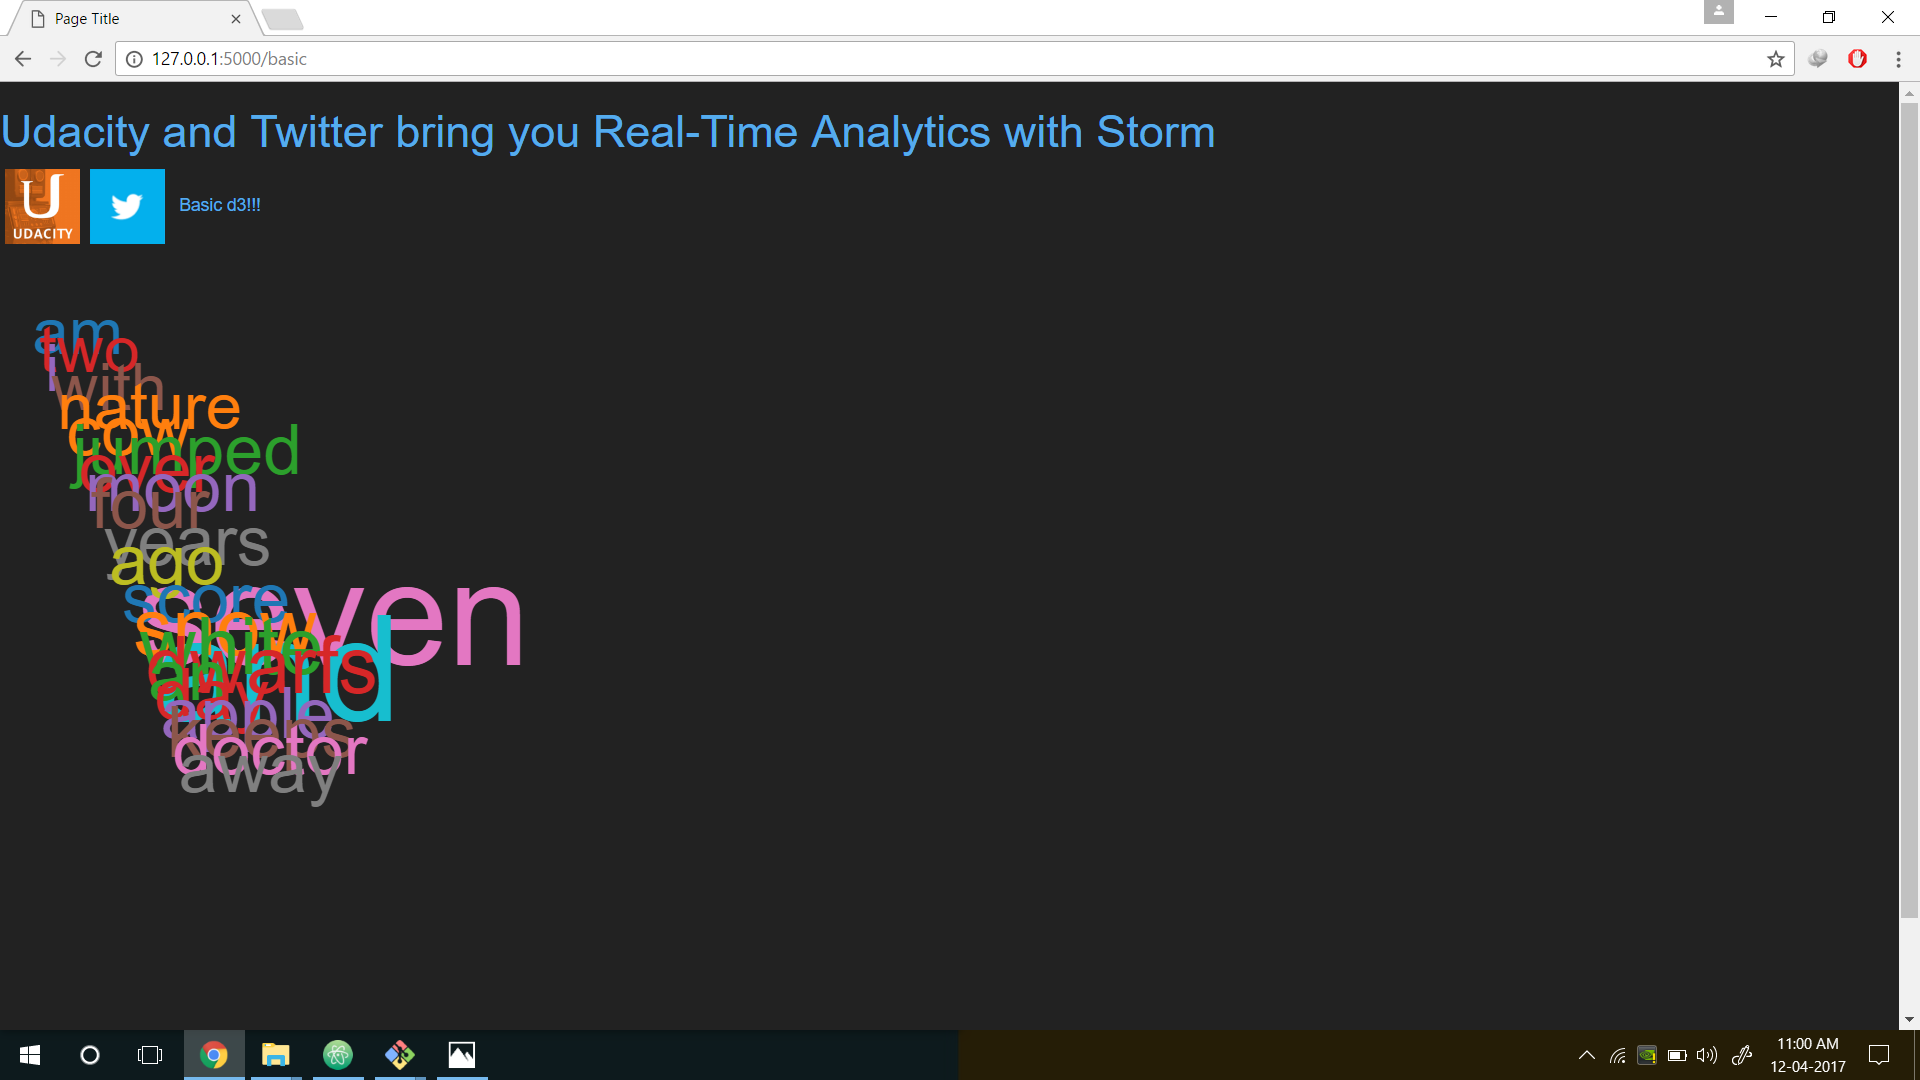 Page Title
127.0.0.1:5000/basic
Udacity and Twitter bring you Real-Time Analytics with Storm
U
UDACITY
Basic d3!!!
am
two
i
with
nature
cow
jumped
over
moon
four
years
ago
score
seven
snow
white
dwarfs
an
day
apple
keeps
doctor
away
11:00 AM
12-04-2017